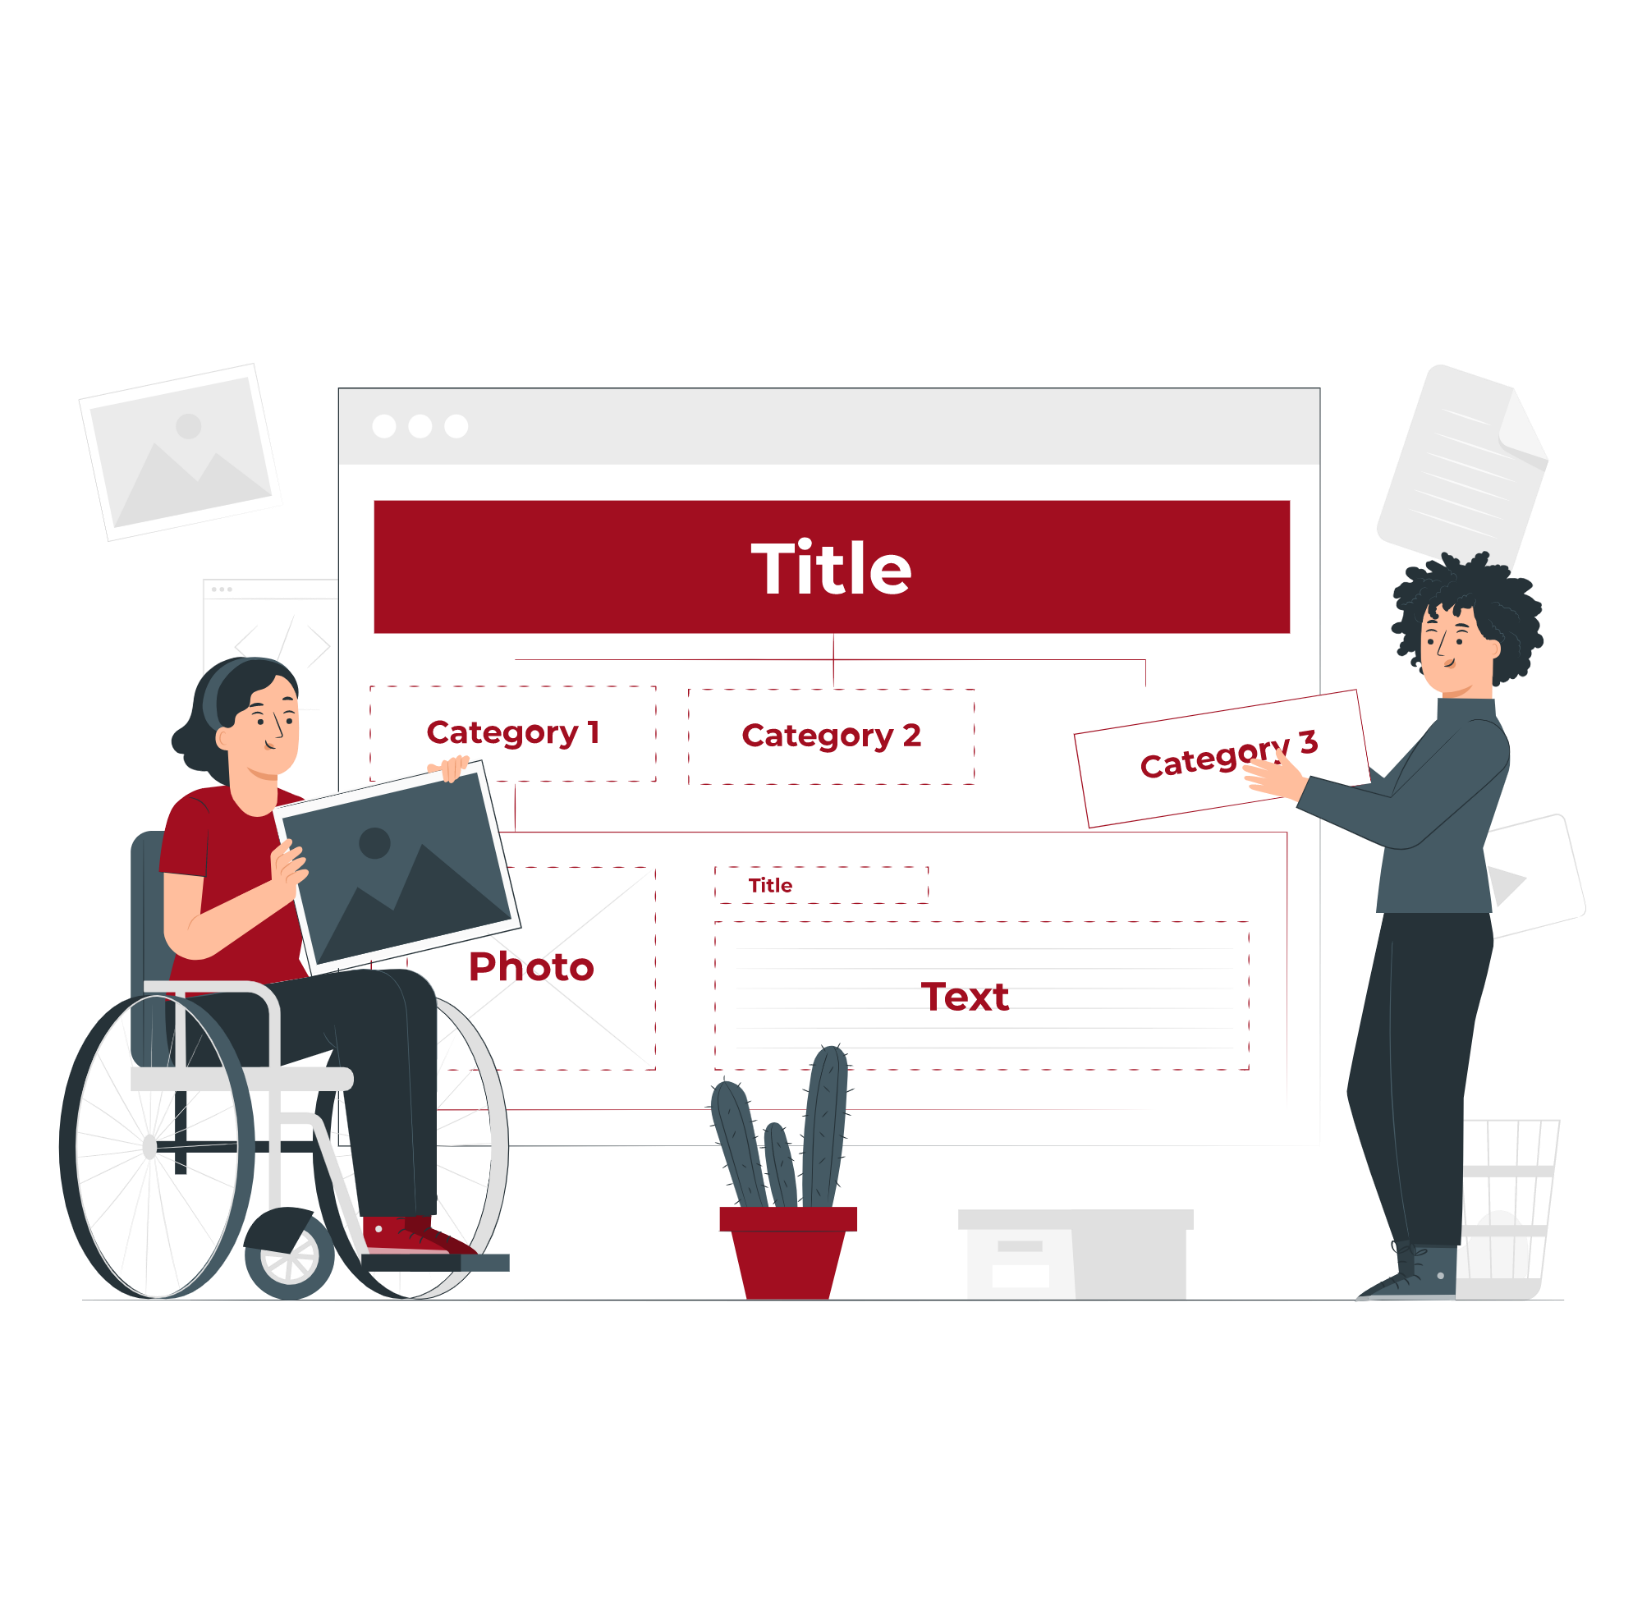 Title
Category 1
Category 2
Category 3
Title
Photo
Text